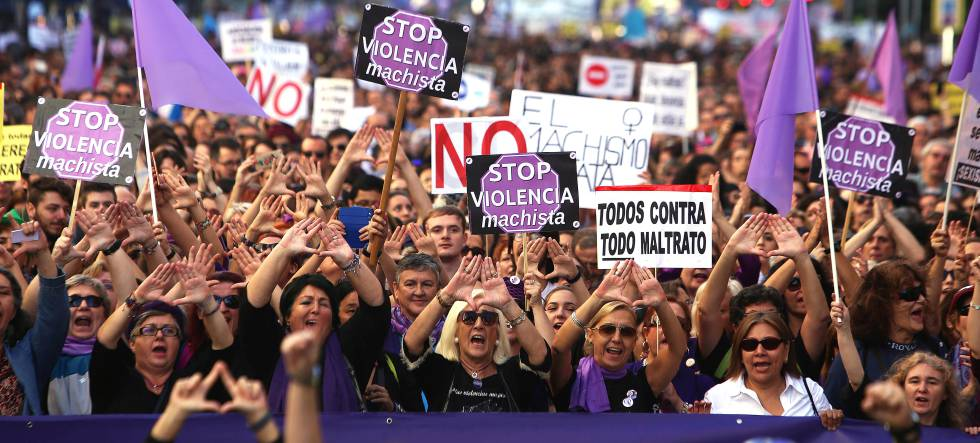 STOP
VIOLENCIA
machista
NO
NO
EL
MACHISMO
MATA
STOP
VIOLENCIA
machista
STOP
VIOLENCIA
machista
STOP
VIOLENCIA
machista
TODOS CONTRA
TODO MALTRATO